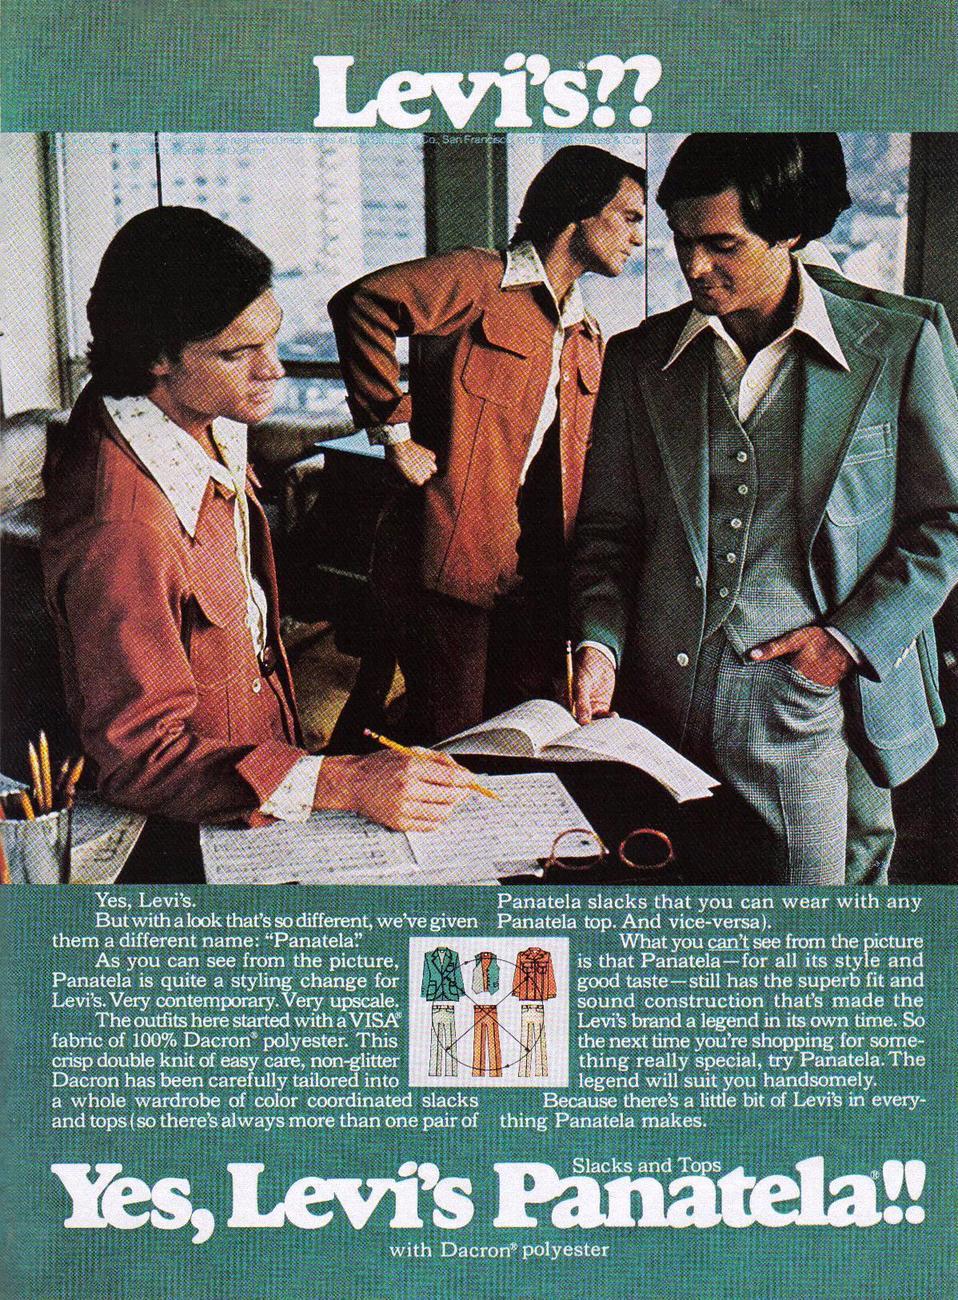 Levi's®??
Co., San Francisco
Yes, Levi's.
But with a look that's so different, we've given
them a different name: “Panatela.”
As you can see from the picture,
Panatela is quite a styling change for
Levi's. Very contemporary. Very upscale.
The outfits here started with a VISA®
fabric of 100% Dacron® polyester. This
crisp double knit of easy care, non-glitter
Dacron has been carefully tailored into
a whole wardrobe of color coordinated slacks
and tops (so there's always more than one pair of
Panatela slacks that you can wear with any
Panatela top. And vice-versa).
What you can't see from the picture
is that Panatela—for all its style and
good taste—still has the superb fit and
sound construction that's made the
Levi's brand a legend in its own time. So
the next time you're shopping for some-
thing really special, try Panatela. The
legend will suit you handsomely.
Because there's a little bit of Levi's in every-
thing Panatela makes.
Slacks and Tops
Yes, Levi's Panatela®!!
with Dacron® polyester